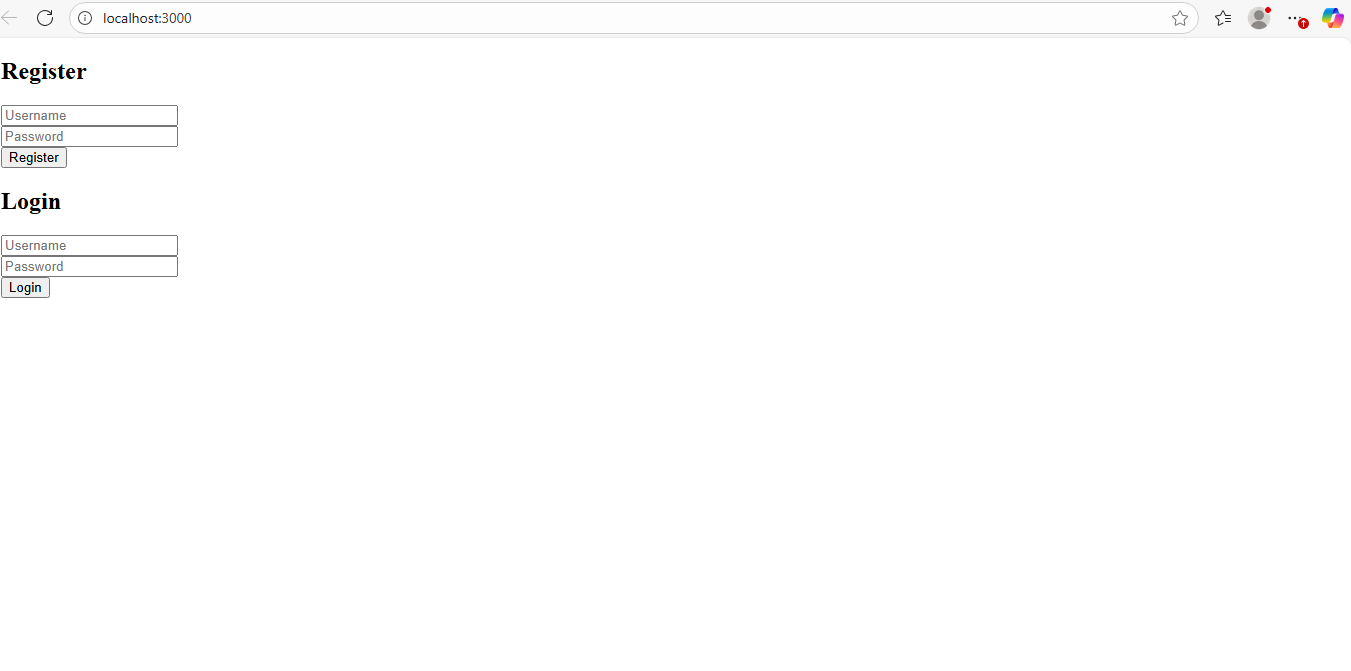 localhost:3000
Register
Username
Password
Register
Login
Username
Password
Login